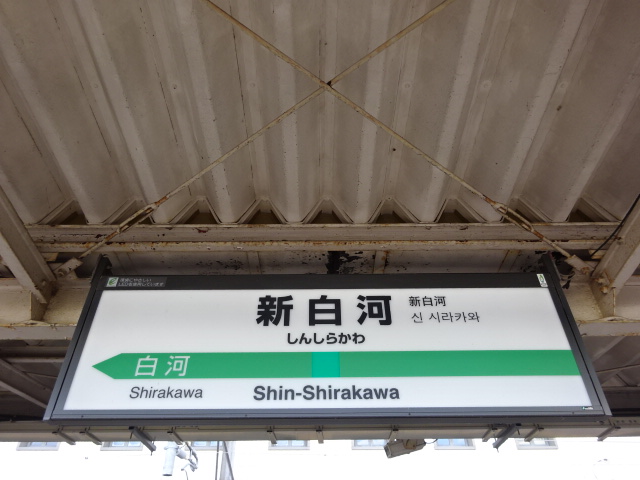 新白河
新白河
신 시라카와
しんしらかわ
白河
Shirakawa
Shin-Shirakawa